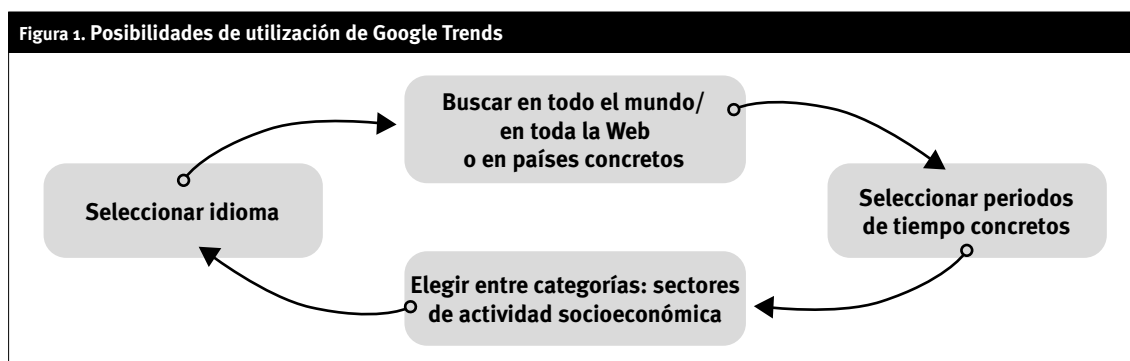 Figura 1. Posibilidades de utilización de Google Trends
Buscar en todo el mundo/
en toda la Web
o en países concretos
Seleccionar idioma
Seleccionar periodos
de tiempo concretos
Elegir entre categorías: sectores
de actividad socioeconómica